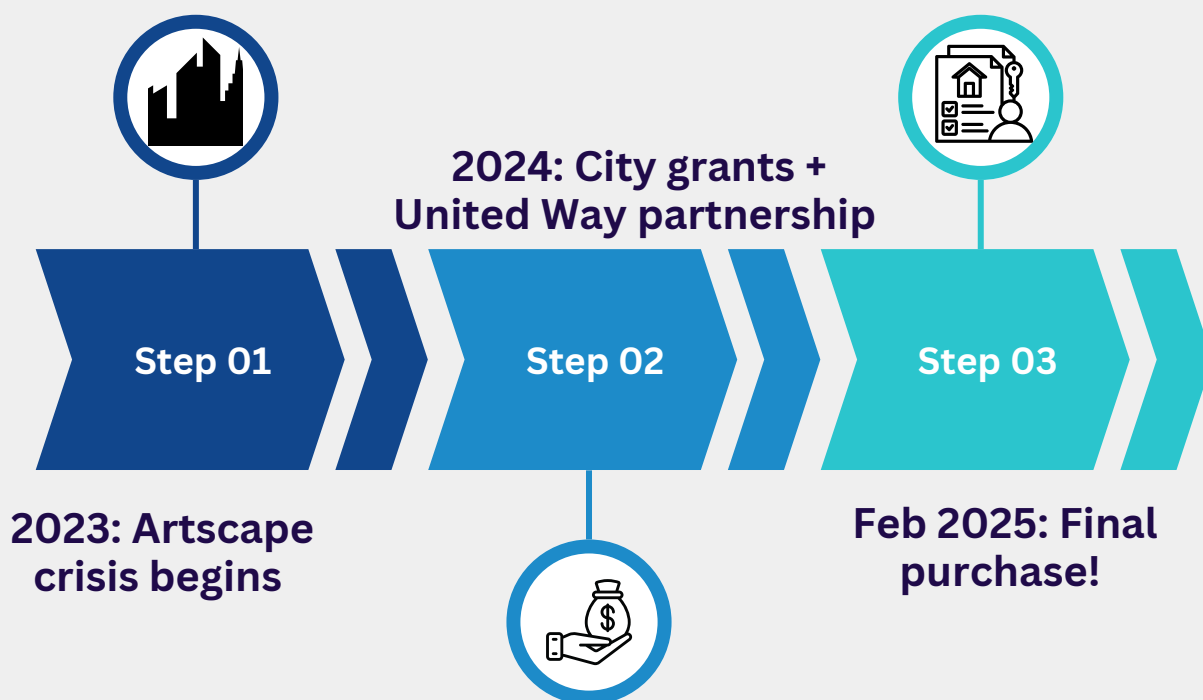 Step 01
2023: Artscape
crisis begins
2024: City grants +
United Way partnership
Step 02
$
Step 03
Feb 2025: Final
purchase!